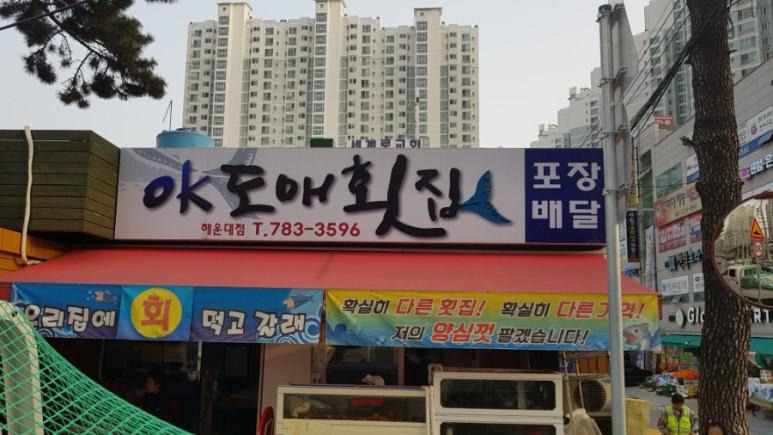 세계로교회
ok도매횟집
해운대점 T.783-3596
포장
배달
우리집에 회 먹고 갈래
확실히 다른 횟집! 확실히 다른 가격!
저의 양심껏 팔겠습니다!